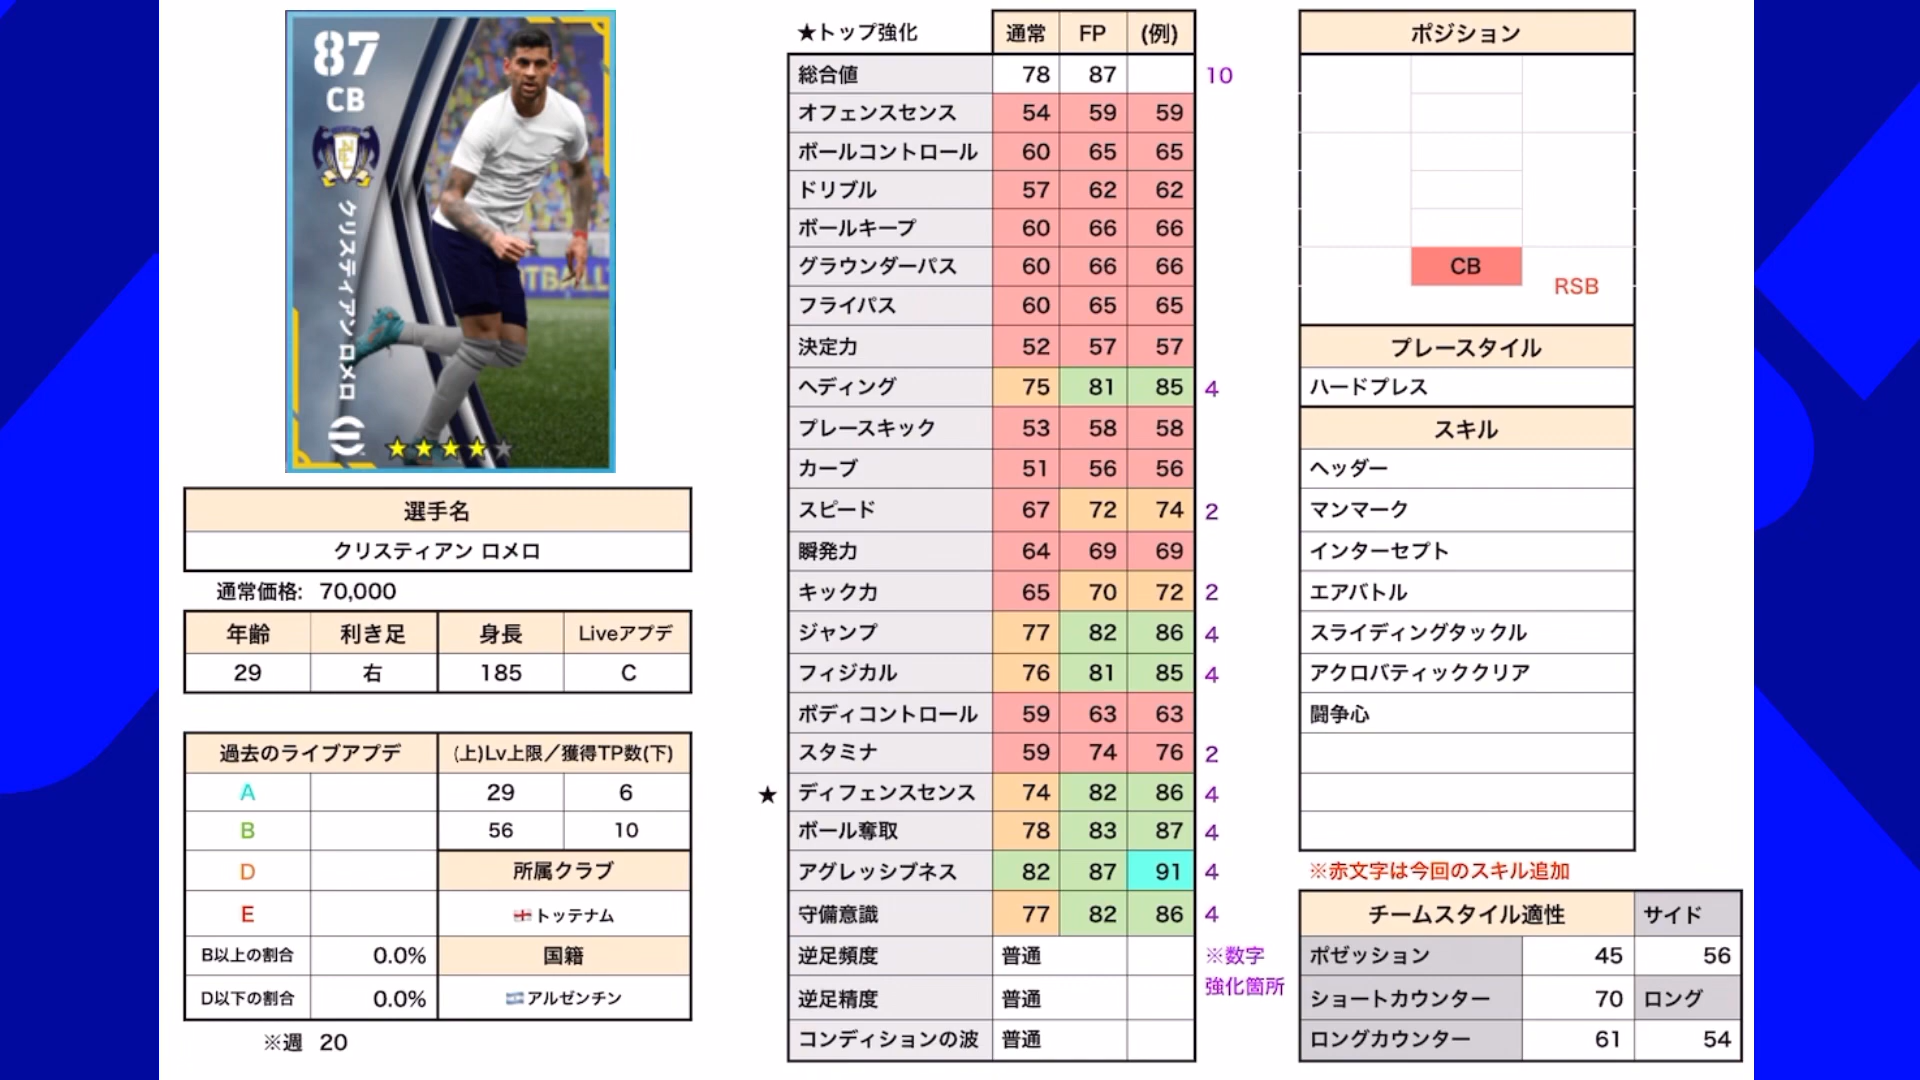 87
CB
クリスティアン ロメロ
選手名
クリスティアン ロメロ
通常価格: 70,000
年齢 利き足 身長 Liveアプデ
29 右 185 C
過去のライブアプデ (上)Lv上限／獲得TP数(下)
A 29 6
B 56 10
D 所属クラブ
E トッテナム
B以上の割合 0.0% 国籍
D以下の割合 0.0% アルゼンチン
※週 20
★トップ強化 通常 FP (例)
総合値 78 87 10
オフェンスセンス 54 59 59
ボールコントロール 60 65 65
ドリブル 57 62 62
ボールキープ 60 66 66
グラウンダーパス 60 66 66
フライパス 60 65 65
決定力 52 57 57
ヘディング 75 81 85 4
プレースキック 53 58 58
カーブ 51 56 56
スピード 67 72 74 2
瞬発力 64 69 69
キック力 65 70 72 2
ジャンプ 77 82 86 4
フィジカル 76 81 85 4
ボディコントロール 59 63 63
スタミナ 59 74 76 2
★ ディフェンスセンス 74 82 86 4
ボール奪取 78 83 87 4
アグレッシブネス 82 87 91 4
守備意識 77 82 86 4
逆足頻度 普通
逆足精度 普通
コンディションの波 普通
※数字
強化箇所
ポジション
CB
RSB
プレースタイル
ハードプレス
スキル
ヘッダー
マンマーク
インターセプト
エアバトル
スライディングタックル
アクロバティッククリア
闘争心
※赤文字は今回のスキル追加
チームスタイル適性 サイド
ポゼッション 45 56
ショートカウンター 70 ロング
ロングカウンター 61 54